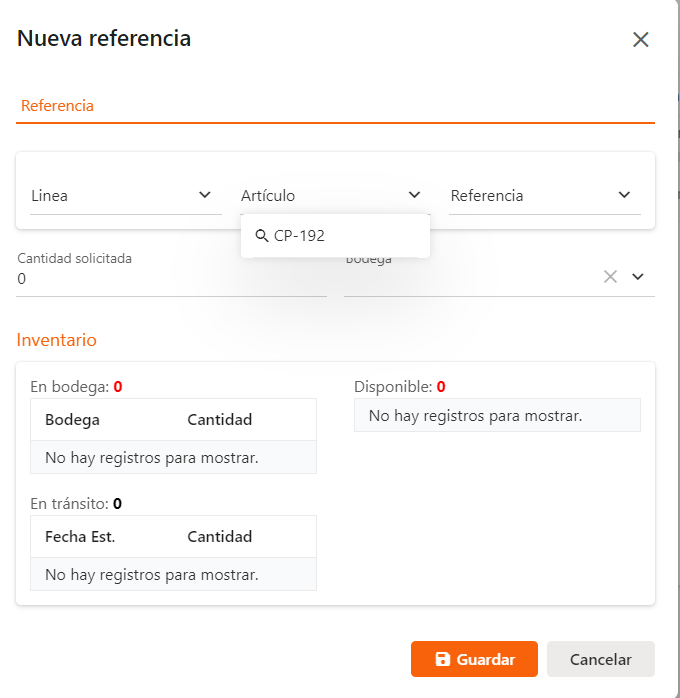 Nueva referencia
Referencia
Linea Artículo Referencia
CP-192
Cantidad solicitada Bodega
0
Inventario
En bodega: 0 Disponible: 0
Bodega Cantidad No hay registros para mostrar.
No hay registros para mostrar.
En tránsito: 0
Fecha Est. Cantidad
No hay registros para mostrar.
Guardar Cancelar